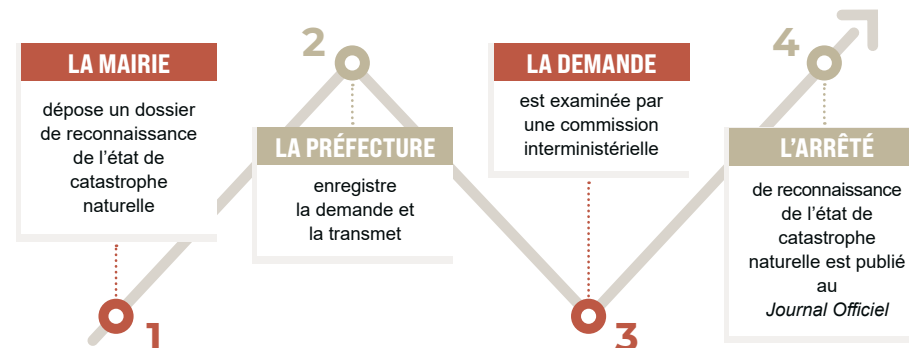 1
LA MAIRIE
dépose un dossier
de reconnaissance
de l'état de
catastrophe
naturelle
2
LA PRÉFECTURE
enregistre
la demande et
la transmet
3
LA DEMANDE
est examinée par
une commission
interministérielle
4
L'ARRÊTÉ
de reconnaissance
de l'état de
catastrophe
naturelle est publié
au
Journal Officiel